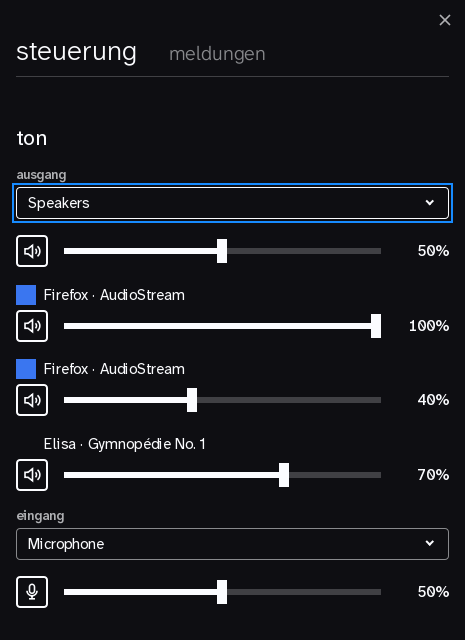 steuerung
meldungen
ton
ausgang
Speakers
50%
Firefox · AudioStream
100%
Firefox · AudioStream
40%
Elisa · Gymnopédie No. 1
70%
eingang
Microphone
50%